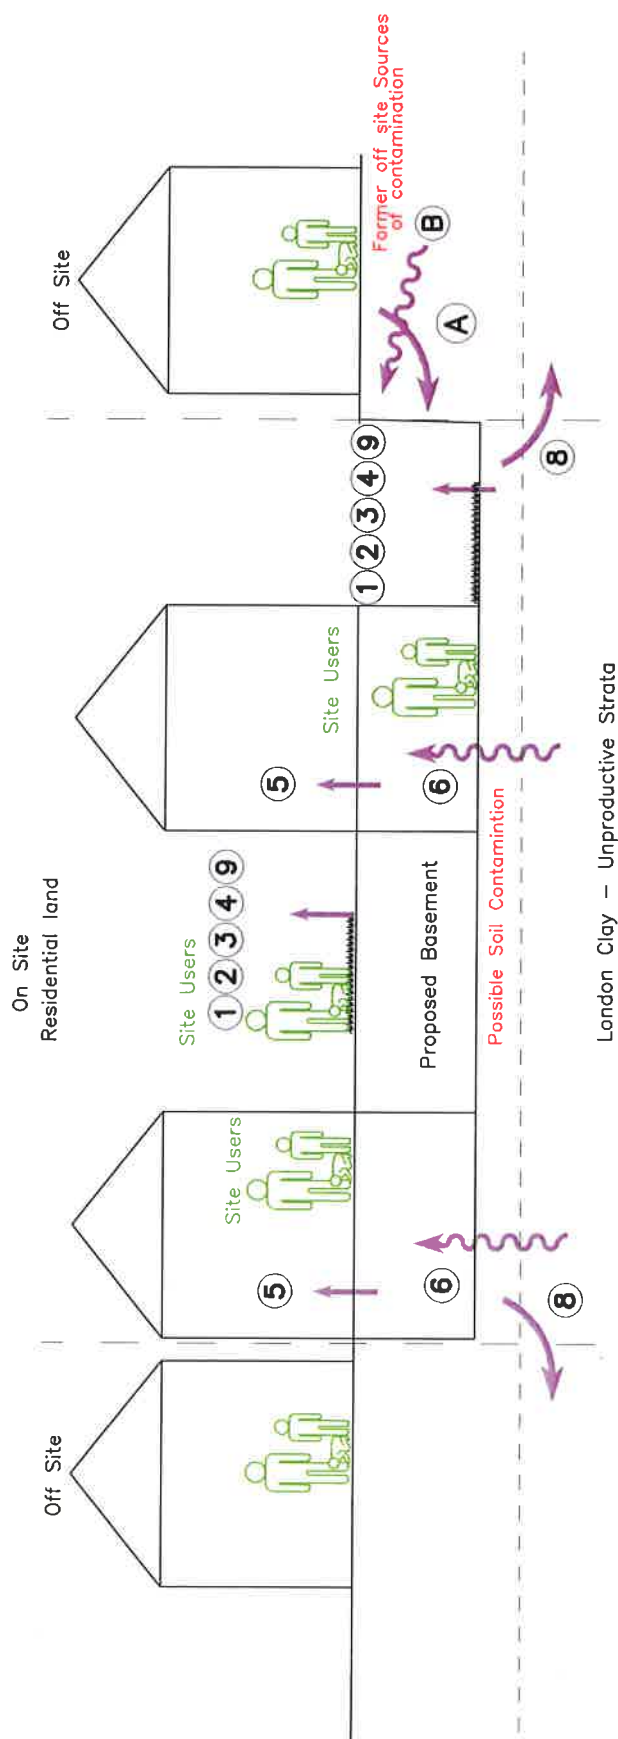 Off Site
On Site
Residential land
Off Site
Site Users
1 2 3 4 9
Site Users
5
5
Site Users
1 2 3 4 9
Former off site Sources
of contamination
6
Proposed Basement
6
B
A
Possible Soil Contamintion
8
8
London Clay – Unproductive Strata